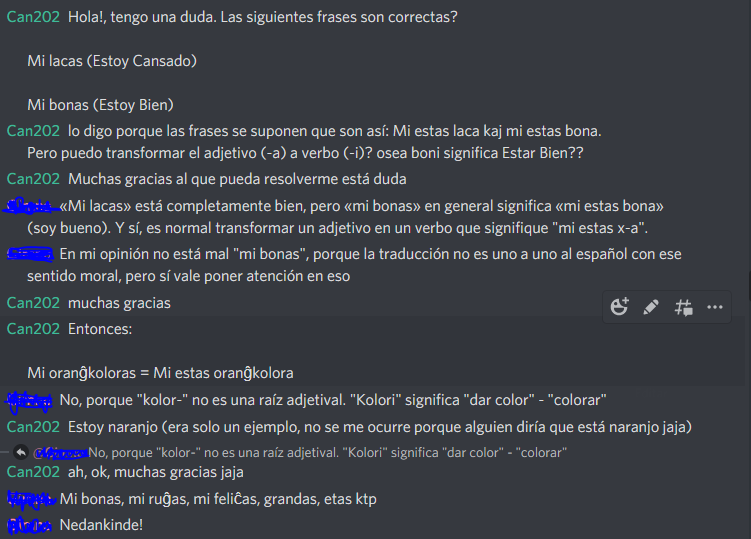 Can202 Hola!, tengo una duda. Las siguientes frases son correctas?
Mi lacas (Estoy Cansado)
Mi bonas (Estoy Bien)
Can202 lo digo porque las frases se suponen que son así: Mi estas laca kaj mi estas bona.
Pero puedo transformar el adjetivo (-a) a verbo (-i)? osea boni significa Estar Bien??
Can202 Muchas gracias al que pueda resolverme está duda
«Mi lacas» está completamente bien, pero «mi bonas» en general significa «mi estas bona»
(soy bueno). Y sí, es normal transformar un adjetivo en un verbo que signifique "mi estas x-a".
En mi opinión no está mal "mi bonas", porque la traducción no es uno a uno al español con ese
sentido moral, pero sí vale poner atención en eso
Can202 muchas gracias
Can202 Entonces:
Mi oranĝkoloras = Mi estas oranĝkolora
No, porque "kolor-" no es una raíz adjetival. "Kolori" significa "dar color" - "colorar"
Can202 Estoy naranjo (era solo un ejemplo, no se me ocurre porque alguien diría que está naranjo jaja)
No, porque "kolor-" no es una raíz adjetival. "Kolori" significa "dar color" - "colorar"
Can202 ah, ok, muchas gracias jaja
Mi bonas, mi ruĝas, mi feliĉas, grandas, etas ktp
Nedankinde!